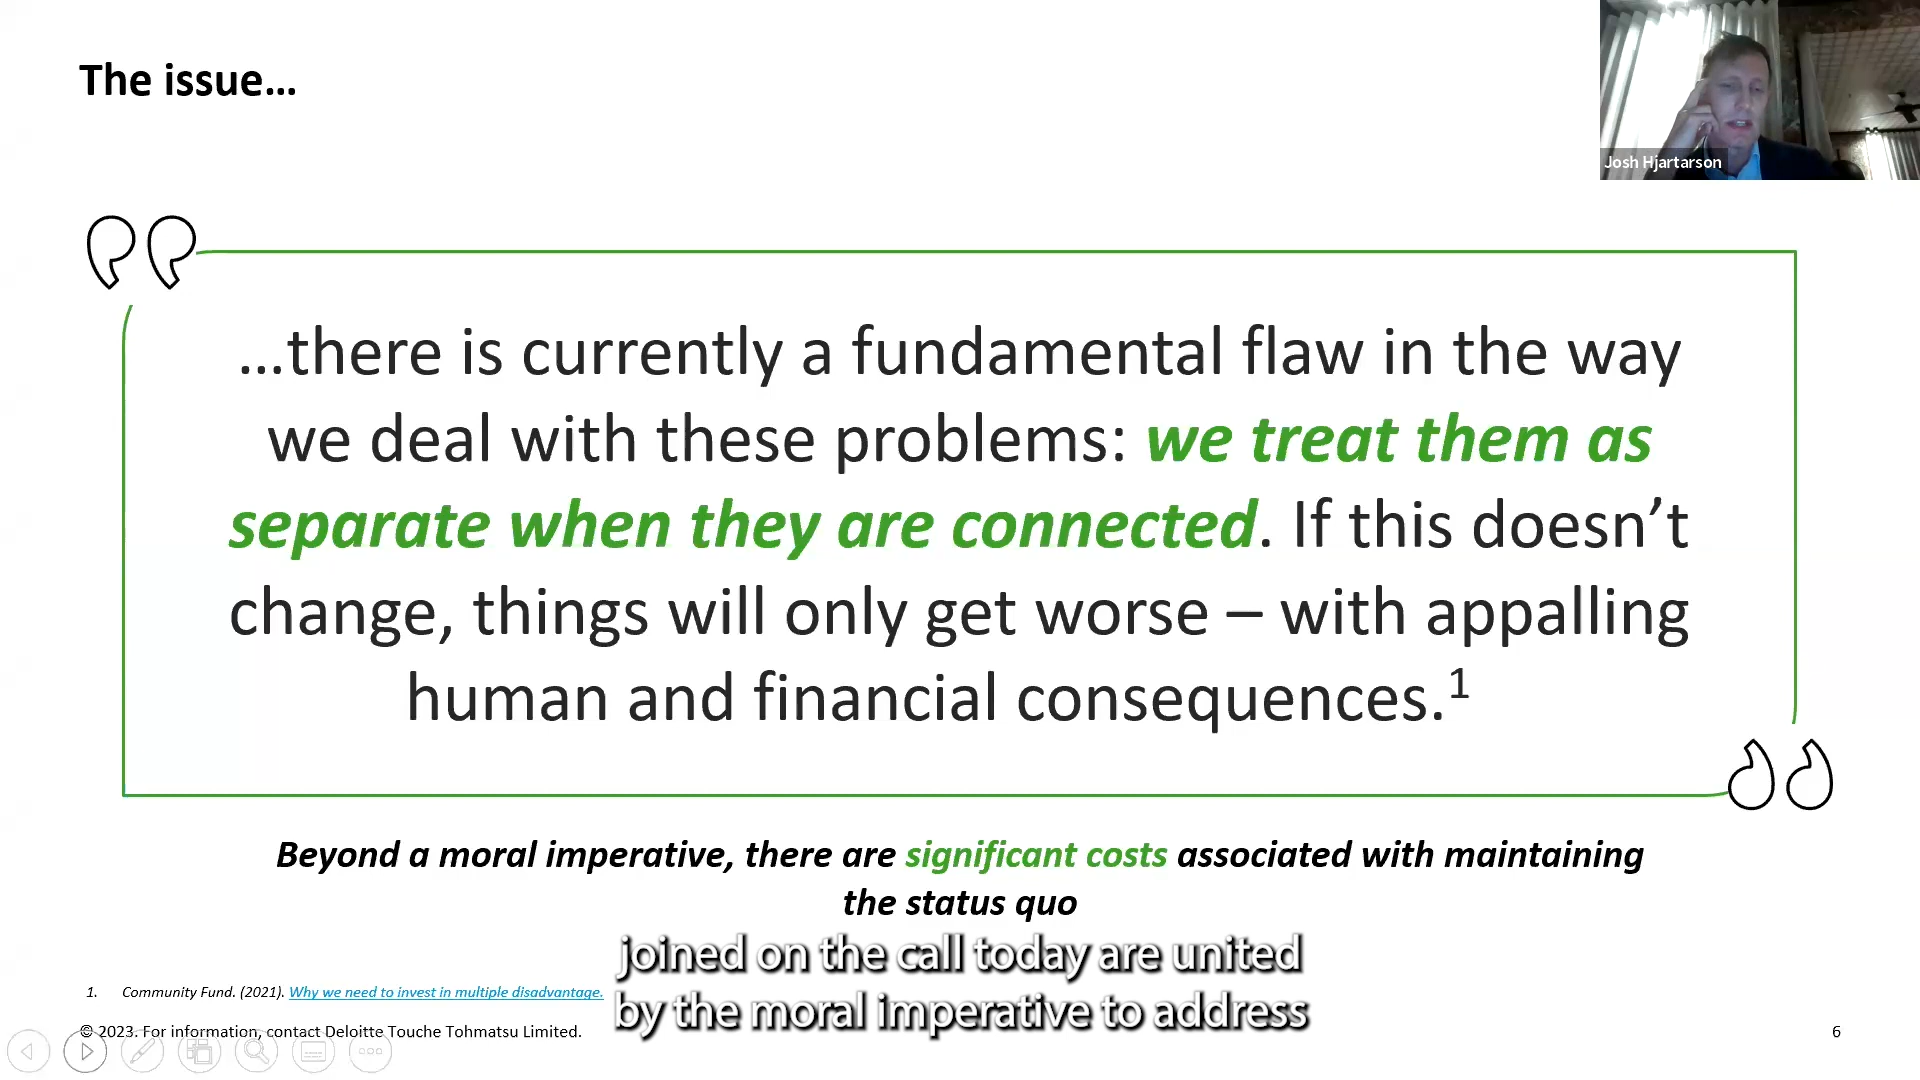 The issue…
Josh Hjartarson
…there is currently a fundamental flaw in the way
we deal with these problems: we treat them as
separate when they are connected. If this doesn’t
change, things will only get worse – with appalling
human and financial consequences.¹
Beyond a moral imperative, there are significant costs associated with maintaining
the status quo
joined on the call today are united
by the moral imperative to address
1. Community Fund. (2021). Why we need to invest in multiple disadvantage.
© 2023. For information, contact Deloitte Touche Tohmatsu Limited.
6